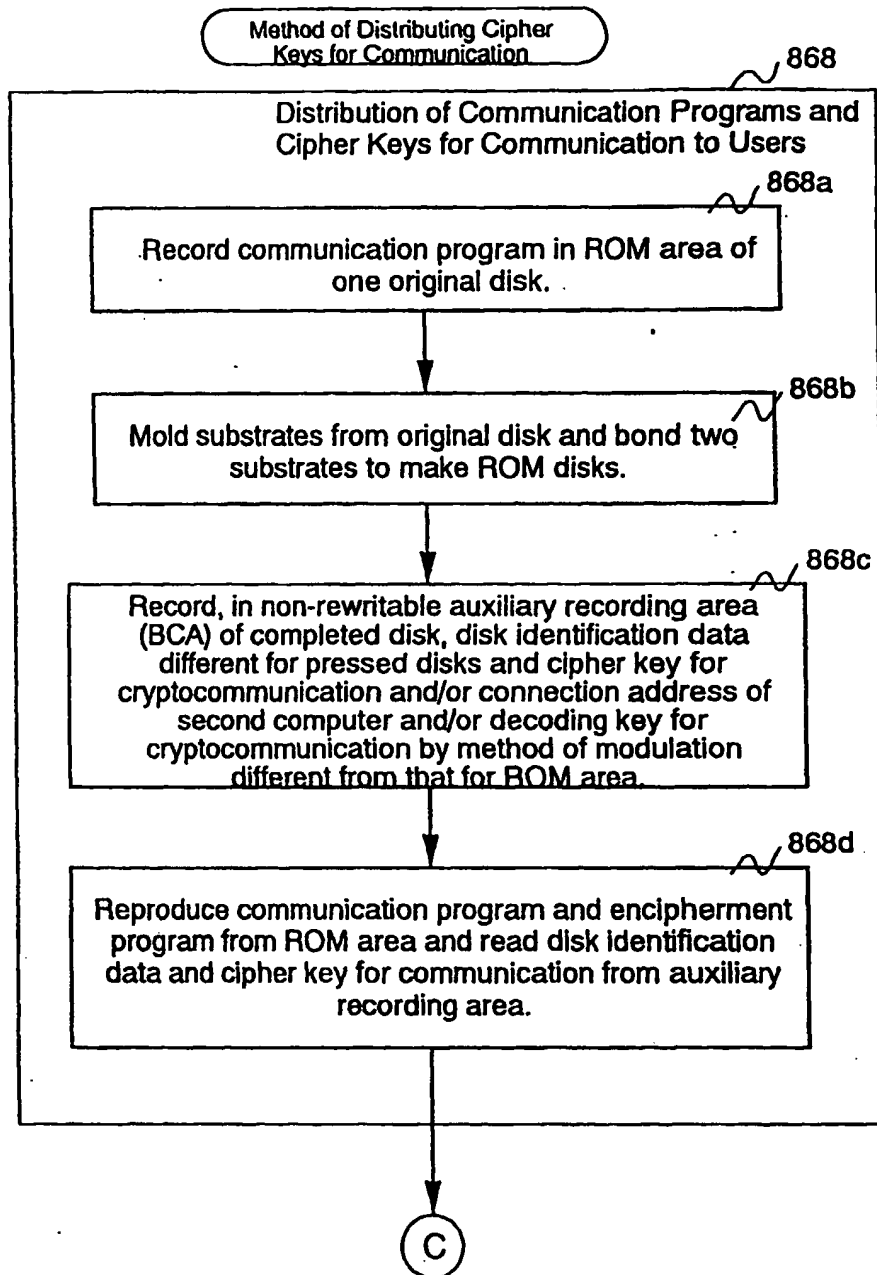 Method of Distributing Cipher
Keys for Communication
868
Distribution of Communication Programs and
Cipher Keys for Communication to Users
868a
Record communication program in ROM area of
one original disk.
868b
Mold substrates from original disk and bond two
substrates to make ROM disks.
868c
Record, in non-rewritable auxiliary recording area
(BCA) of completed disk, disk identification data
different for pressed disks and cipher key for
cryptocommunication and/or connection address of
second computer and/or decoding key for
cryptocommunication by method of modulation
different from that for ROM area.
868d
Reproduce communication program and encipherment
program from ROM area and read disk identification
data and cipher key for communication from auxiliary
recording area.
C